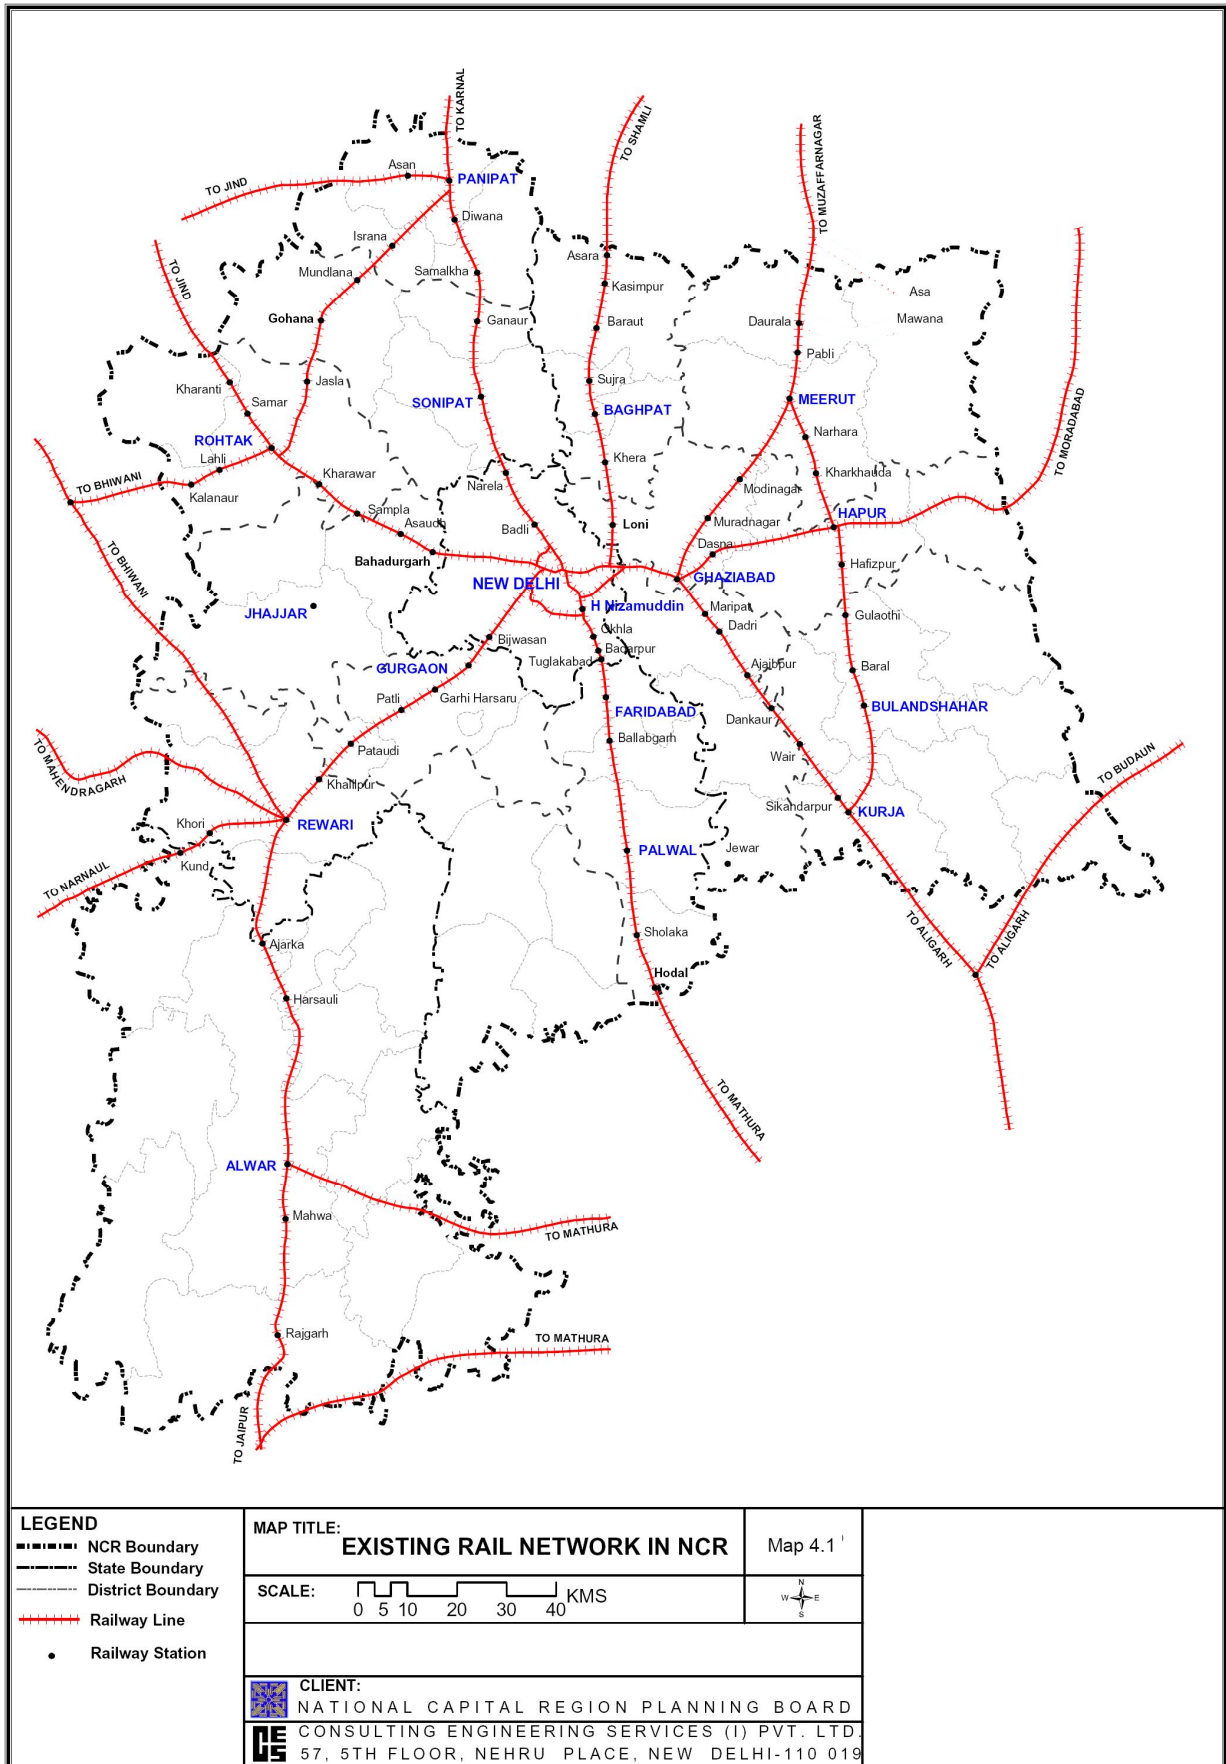 TO KARNAL
TO SHAMLI
TO MUZAFFARNAGAR
Asan
TO JIND
PANIPAT
Diwana
Israna
TO JIND
Mundlana
Samalkha
Asara
Kasimpur
Asa
Gohana
Ganaur
Baraut
Daurala
Mawana
Pabli
Kharanti
Jasla
Sujra
Samar
SONIPAT
BAGHPAT
MEERUT
TO MORADABAD
ROHTAK
Narhara
Lahli
Khera
TO BHIWANI
Kharawar
Kharkhauda
Kalanaur
Narela
Modinagar
Sampla
HAPUR
Asaudh
Badli
Loni
Muradnagar
Dasna
TO BHIWANI
Bahadurgarh
Hafizpur
NEW DELHI
GHAZIABAD
JHAJJAR
H Nizamuddin
Maripat
Gulaothi
Okhla
Dadri
Bijwasan
Badarpur
Tuglakabad
GURGAON
Ajaibpur
Baral
Patli
Garhi Harsaru
FARIDABAD
BULANDSHAHAR
Dankaur
Ballabgarh
TO MAHENDRAGARH
Pataudi
Wair
TO BUDAUN
Khalilpur
Sikandarpur
KURJA
Khori
REWARI
Jewar
PALWAL
Kund
TO NARNAUL
TO ALIGARH
TO ALIGARH
Ajarka
Sholaka
Hodal
Harsauli
TO MATHURA
ALWAR
Mahwa
TO MATHURA
Rajgarh
TO MATHURA
TO JAIPUR
LEGEND
NCR Boundary
State Boundary
District Boundary
Railway Line
Railway Station
MAP TITLE:
EXISTING RAIL NETWORK IN NCR
Map 4.1
SCALE:
0 5 10 20 30 40 KMS
N
W E
S
CLIENT:
NATIONAL CAPITAL REGION PLANNING BOARD
CES
CONSULTING ENGINEERING SERVICES (I) PVT. LTD.
57, 5TH FLOOR, NEHRU PLACE, NEW DELHI-110 019